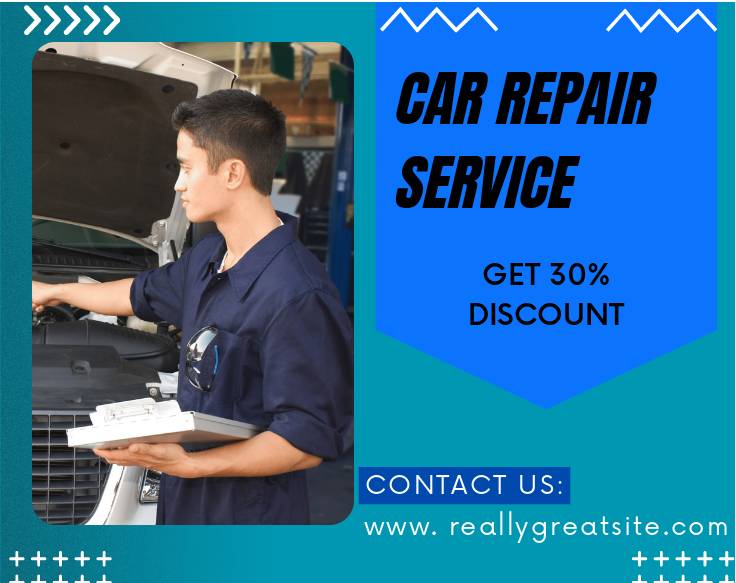 CAR REPAIR
SERVICE
GET 30%
DISCOUNT
CONTACT US:
www. reallygreatsite.com